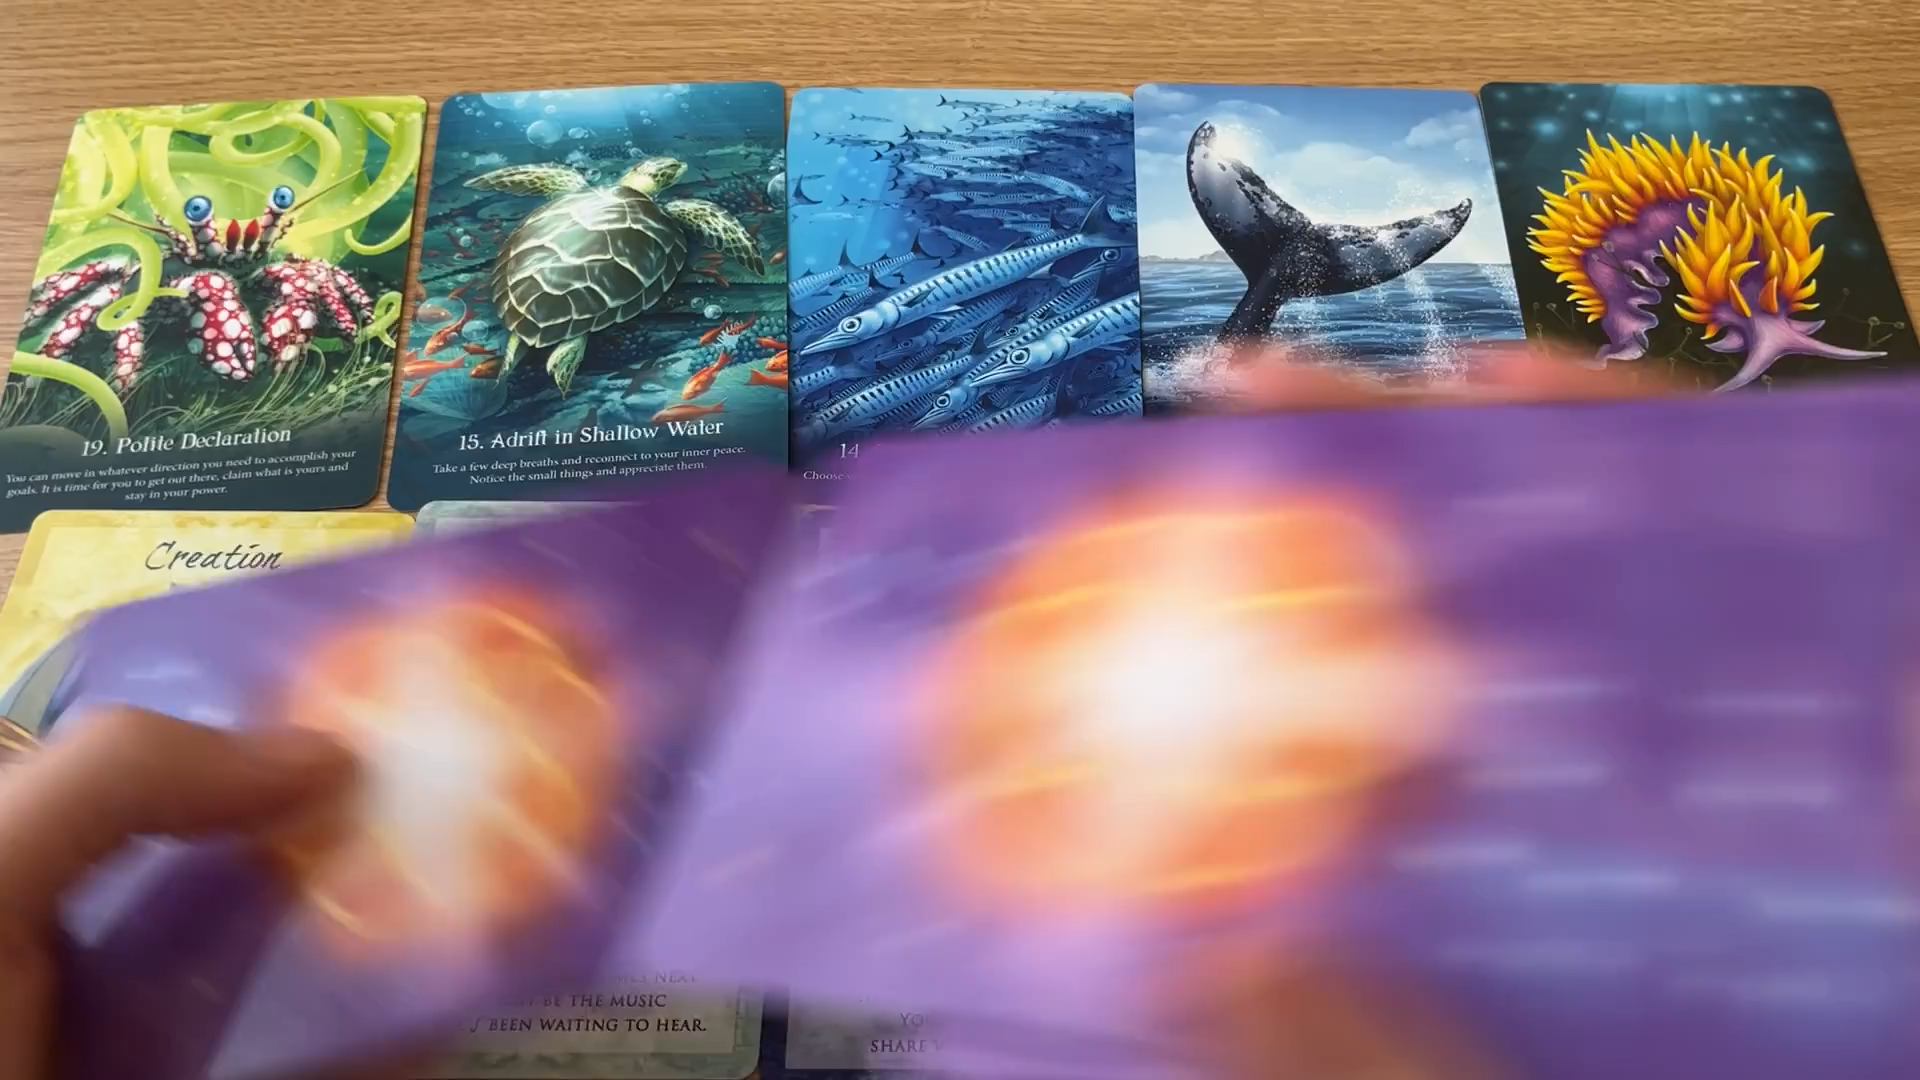 19. Polite Declaration
You can move in whatever direction you need to accomplish your
goals. It is time for you to get out there, claim what is yours and
stay in your power.
15. Adrift in Shallow Water
Take a few deep breaths and reconnect to your inner peace.
Notice the small things and appreciate them.
14
Choose
Creation
NEXT
BE THE MUSIC
BEEN WAITING TO HEAR.
SHARE